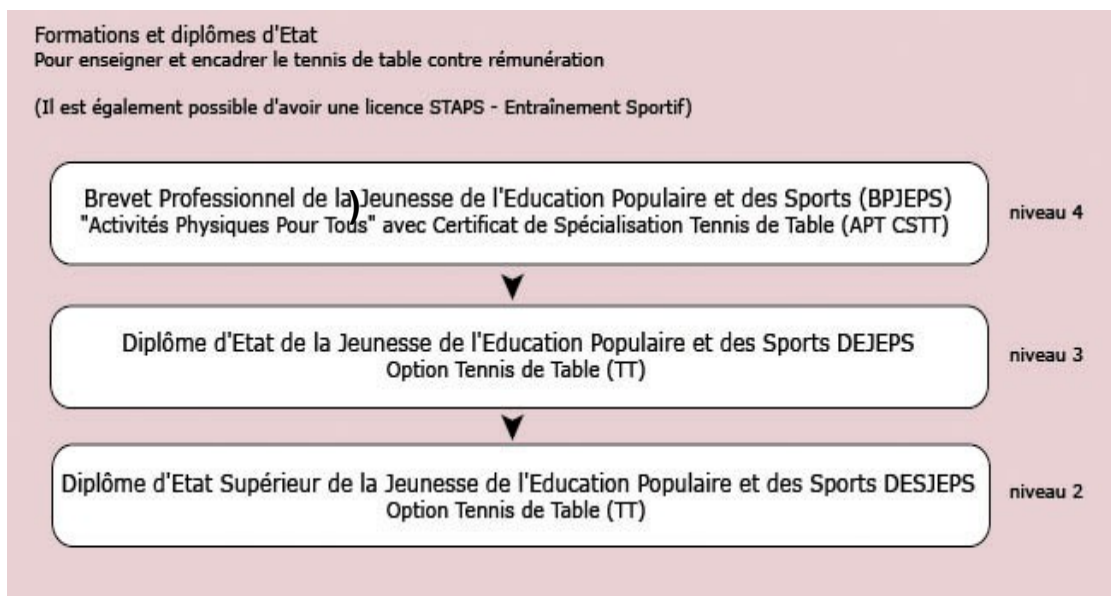 Formations et diplômes d'Etat
Pour enseigner et encadrer le tennis de table contre rémunération
(Il est également possible d'avoir une licence STAPS - Entraînement Sportif)
Brevet Professionnel de la Jeunesse de l'Education Populaire et des Sports (BPJEPS)
)
"Activités Physiques Pour Tous" avec Certificat de Spécialisation Tennis de Table (APT CSTT)
niveau 4
Diplôme d'Etat de la Jeunesse de l'Education Populaire et des Sports DEJEPS
Option Tennis de Table (TT)
niveau 3
Diplôme d'Etat Supérieur de la Jeunesse de l'Education Populaire et des Sports DESJEPS
Option Tennis de Table (TT)
niveau 2